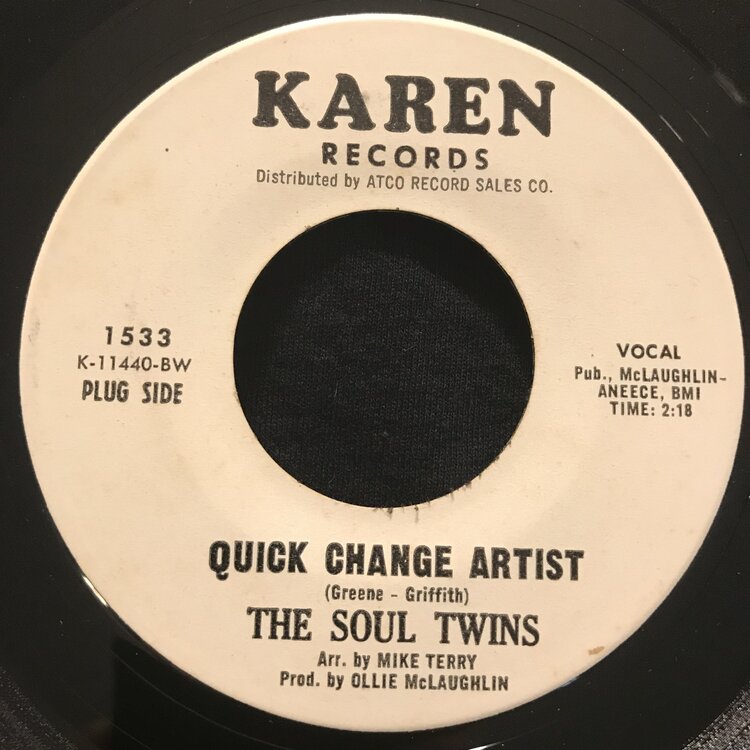 KAREN
RECORDS
Distributed by ATCO RECORD SALES CO.
1533
K-11440-BW
PLUG SIDE
VOCAL
Pub., McLAUGHLIN-
ANEECE, BMI
TIME: 2:18
QUICK CHANGE ARTIST
(Greene - Griffith)
THE SOUL TWINS
Arr. by MIKE TERRY
Prod. by OLLIE McLAUGHLIN